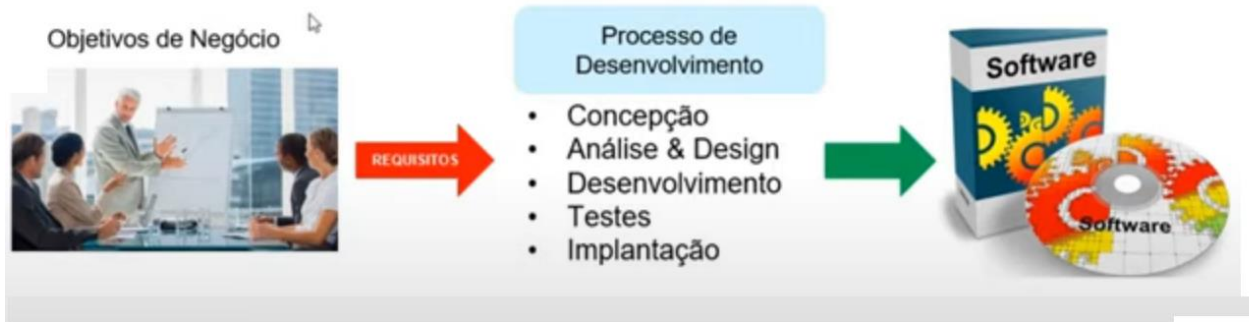 Objetivos de Negócio
REQUISITOS
Processo de
Desenvolvimento
• Concepção
• Análise & Design
• Desenvolvimento
• Testes
• Implantação
Software
Software